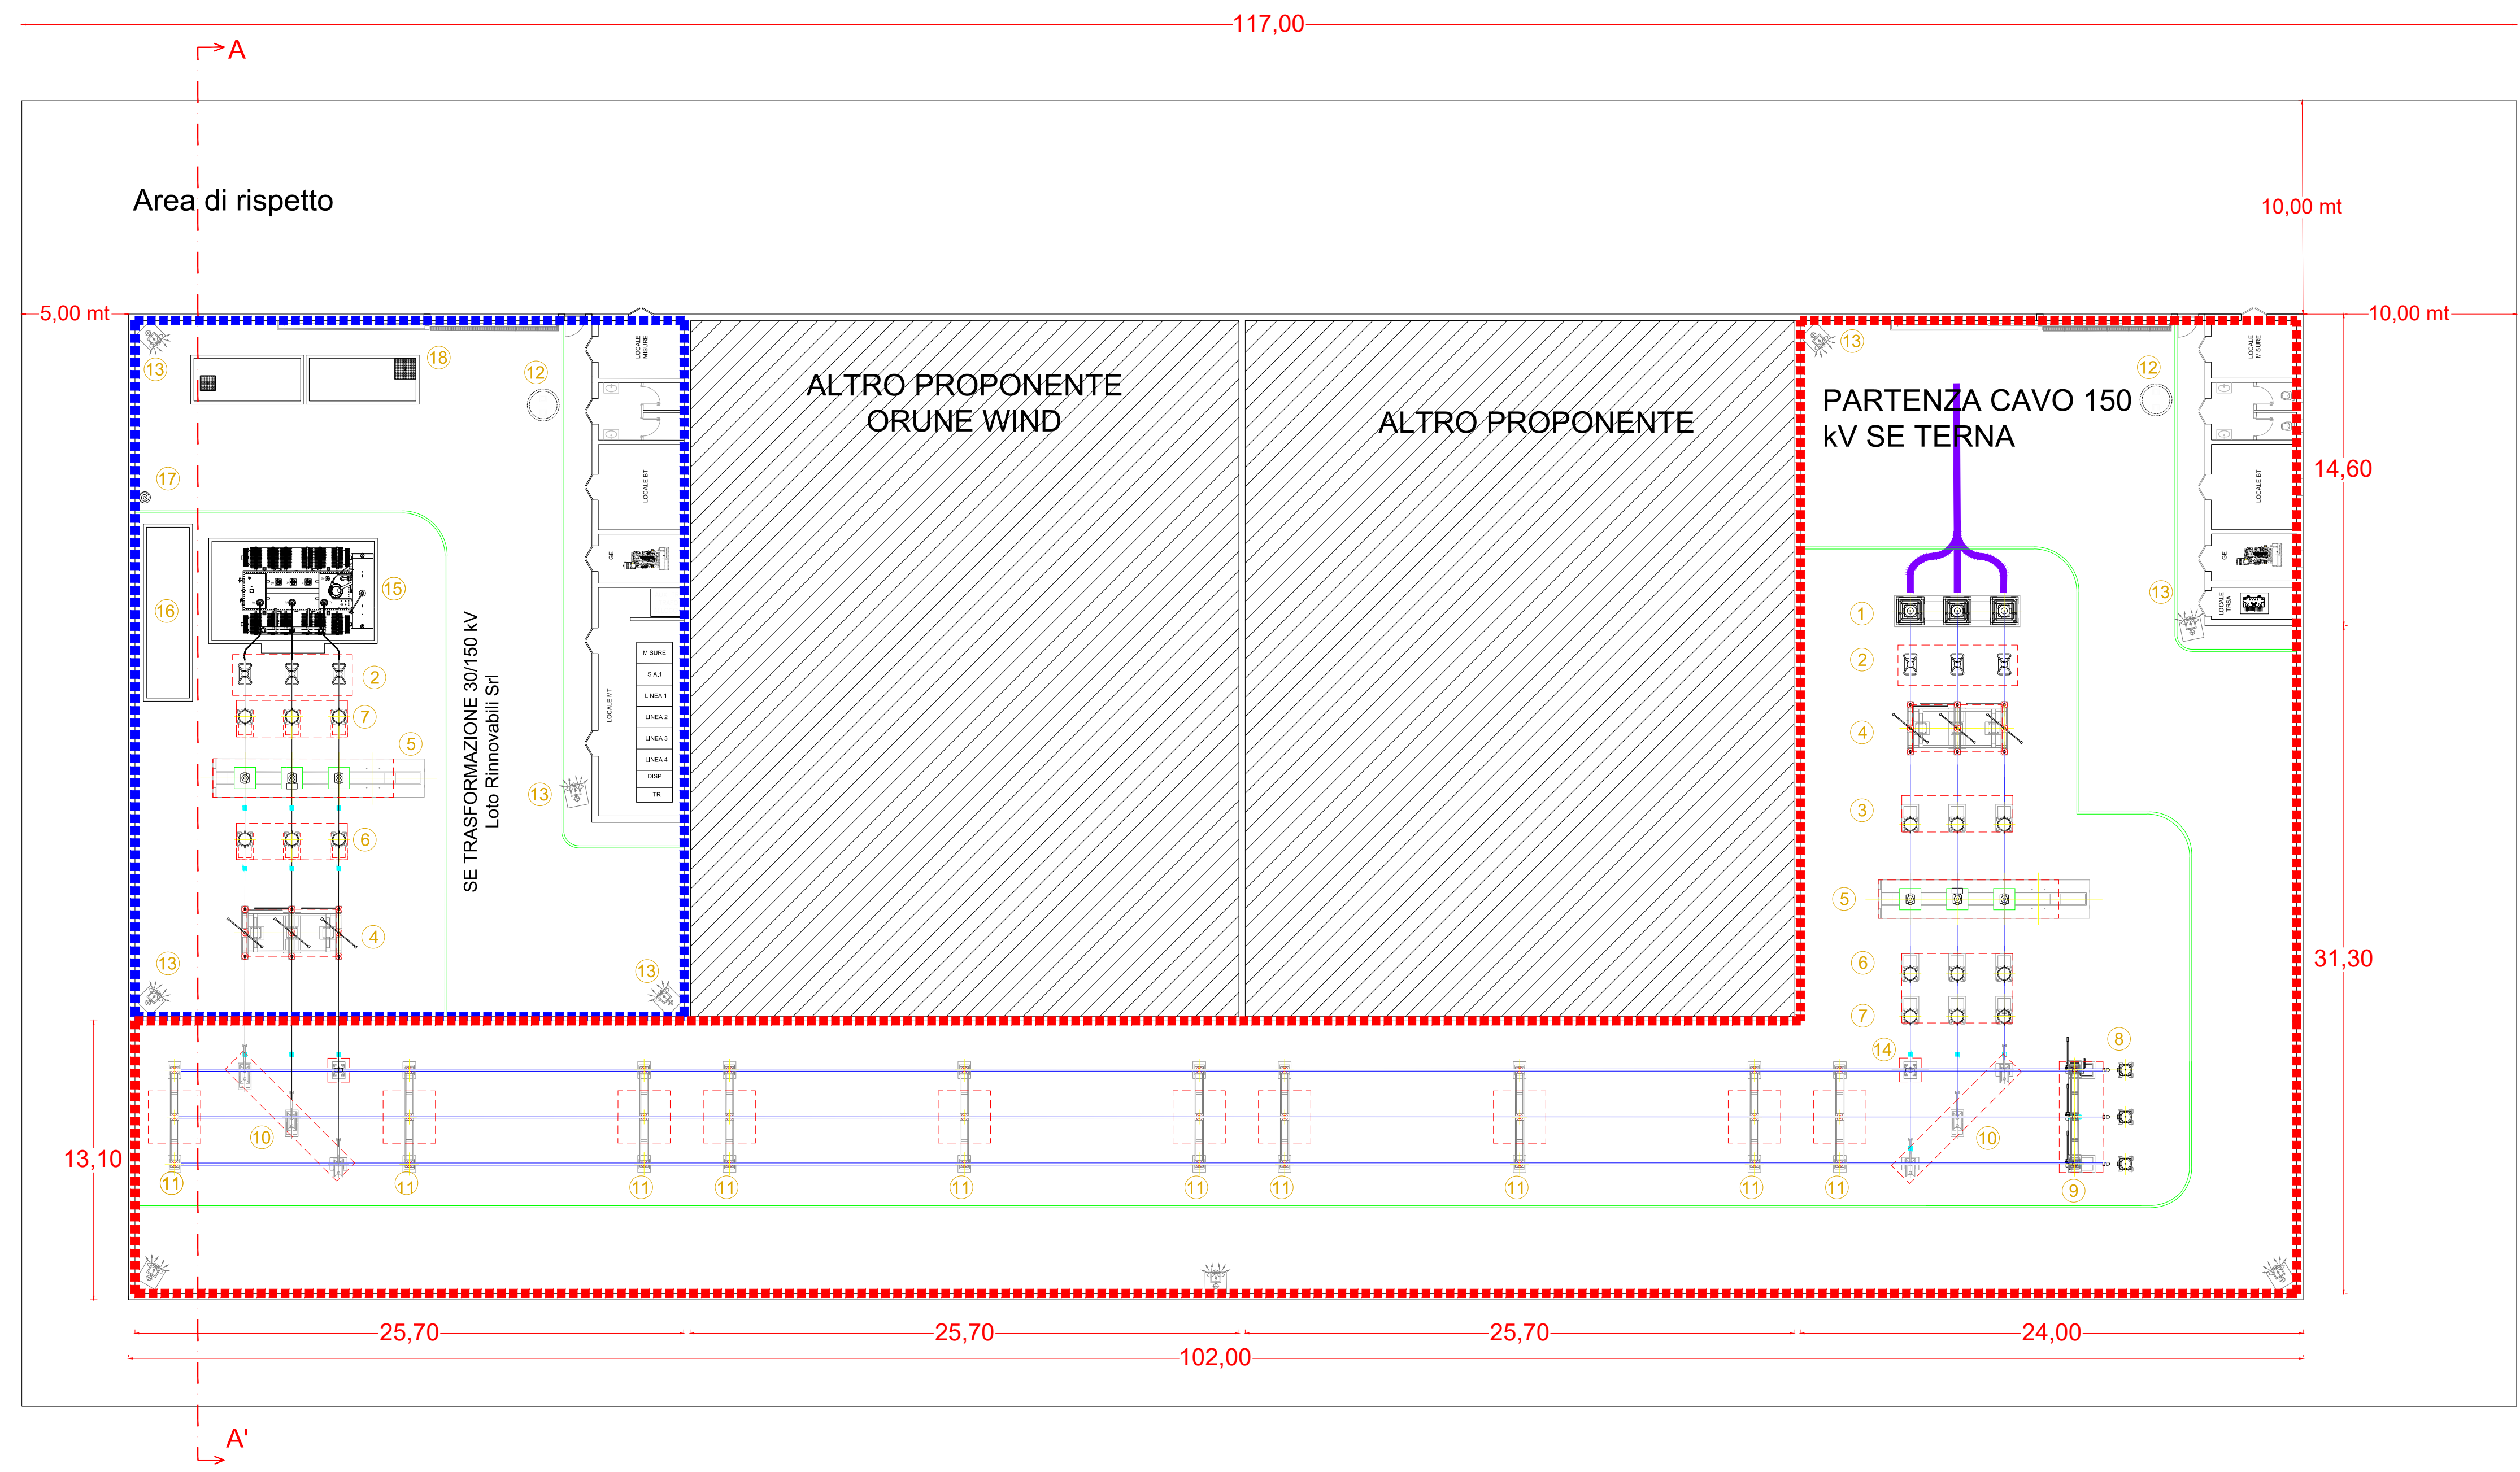 117,00
A
Area di rispetto
10,00 mt
5,00 mt
10,00 mt
13
18
12
LOCALE
MISURE
ALTRO PROPONENTE
ORUNE WIND
ALTRO PROPONENTE
13
PARTENZA CAVO 150
kV SE TERNA
12
LOCALE
MISURE
14,60
17
LOCALE BT
LOCALE BT
GE
GE
15
16
1
13
LOCALE
TRSA
SE TRASFORMAZIONE 30/150 kV
Loto Rinnovabili Srl
2
7
5
6
4
13
13
13
LOCALE MT
MISURE
S.A.1
LINEA 1
LINEA 2
LINEA 3
LINEA 4
DISP.
TR
2
4
3
5
6
7
31,30
14
8
10
10
13,10
11
11
11
11
11
11
11
11
11
11
9
25,70
25,70
25,70
24,00
102,00
A'